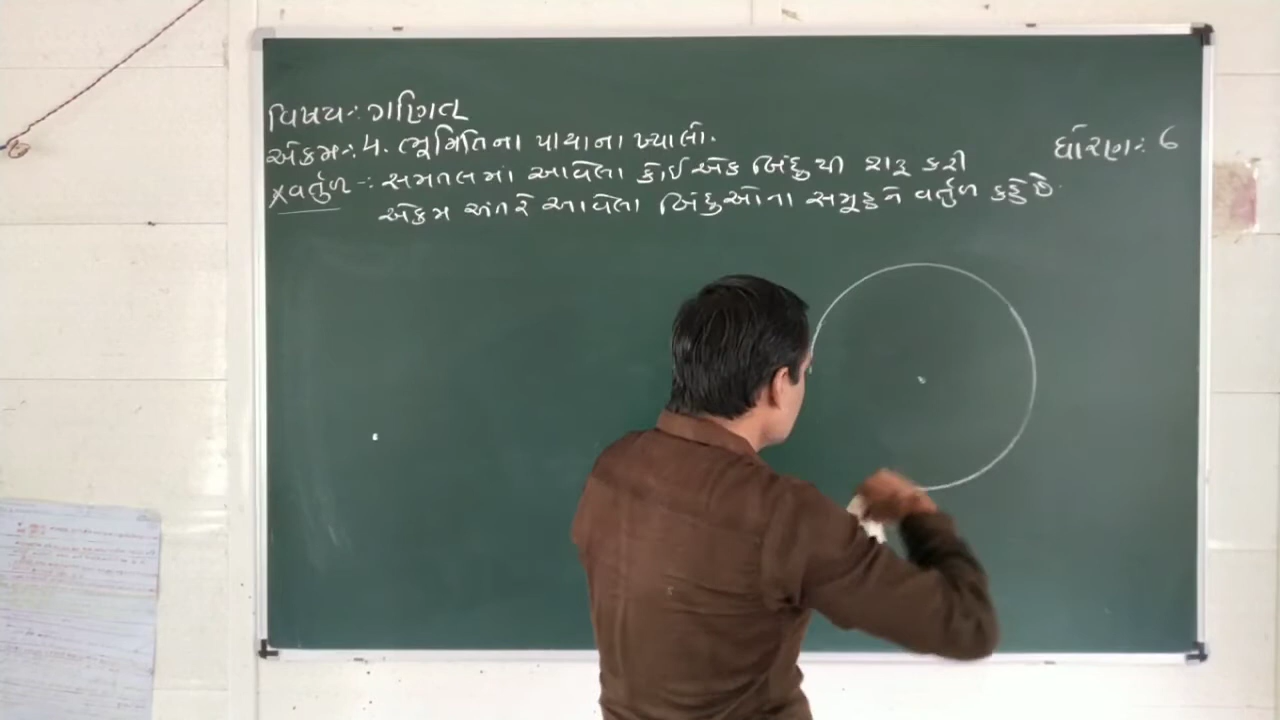 વિષય:- ગણિત
એકમ:- 4. ભૂમિતિના પાયાના ખ્યાલો.
ધોરણ: 6
* વર્તુળ -: સમતલમાં આવેલા કોઈ એક બિંદુથી શરૂ કરી
એકમ અંતરે આવેલા બિંદુઓના સમૂહને વર્તુળ કહે છે.